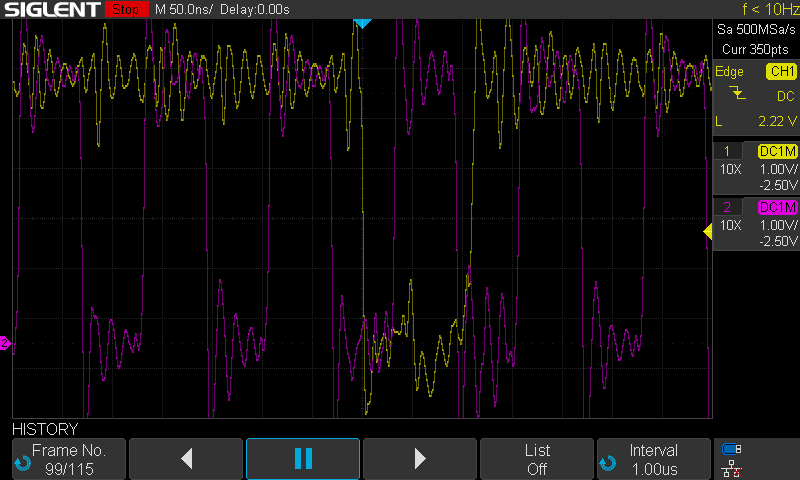 SIGLENT Stop M 50.0ns/ Delay:0.00s f < 10Hz
Sa 500MSa/s
Curr 350pts
Edge CH1
DC
L 2.22 V
1 DC1M
10X 1.00V/
-2.50V
2 DC1M
10X 1.00V/
-2.50V
2
HISTORY
Frame No. List Interval
99/115 Off 1.00us